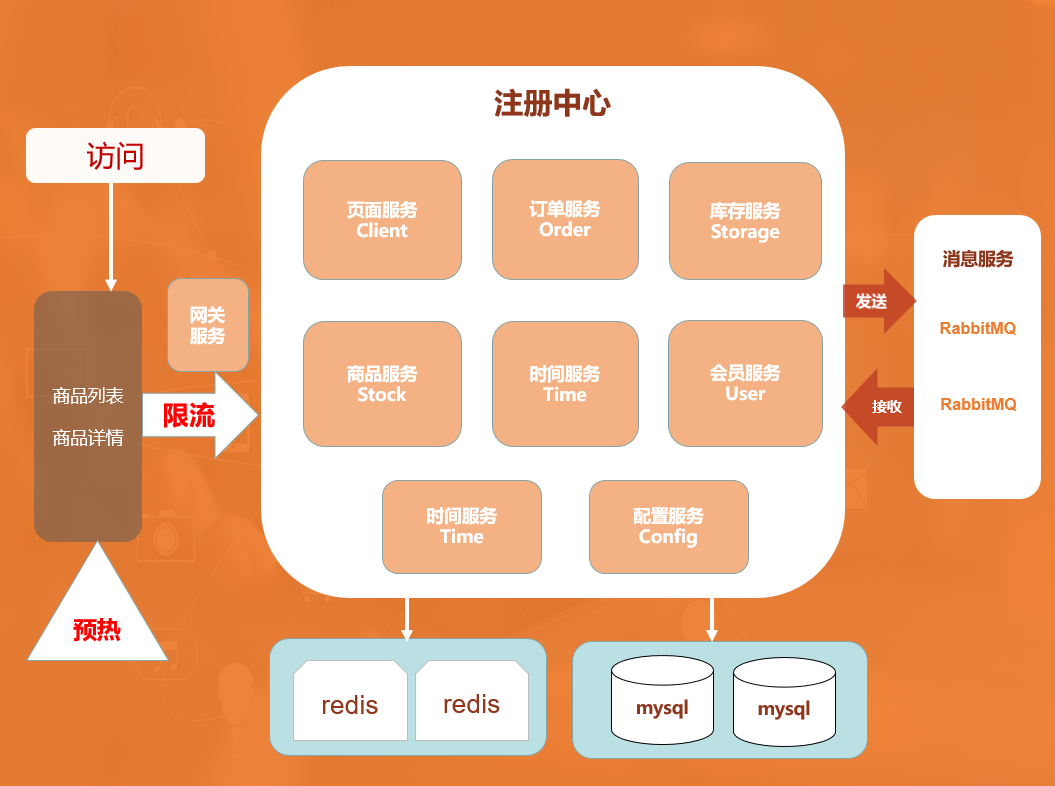 注册中心
访问
页面服务
Client
订单服务
Order
库存服务
Storage
消息服务
RabbitMQ
RabbitMQ
发送
接收
网关
服务
商品列表
商品详情
限流
商品服务
Stock
时间服务
Time
会员服务
User
时间服务
Time
配置服务
Config
预热
redis
redis
mysql
mysql